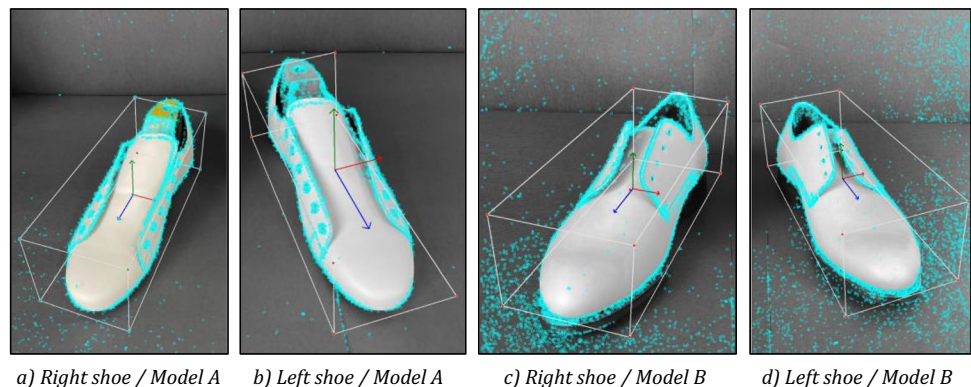 a) Right shoe / Model A
b) Left shoe / Model A
c) Right shoe / Model B
d) Left shoe / Model B